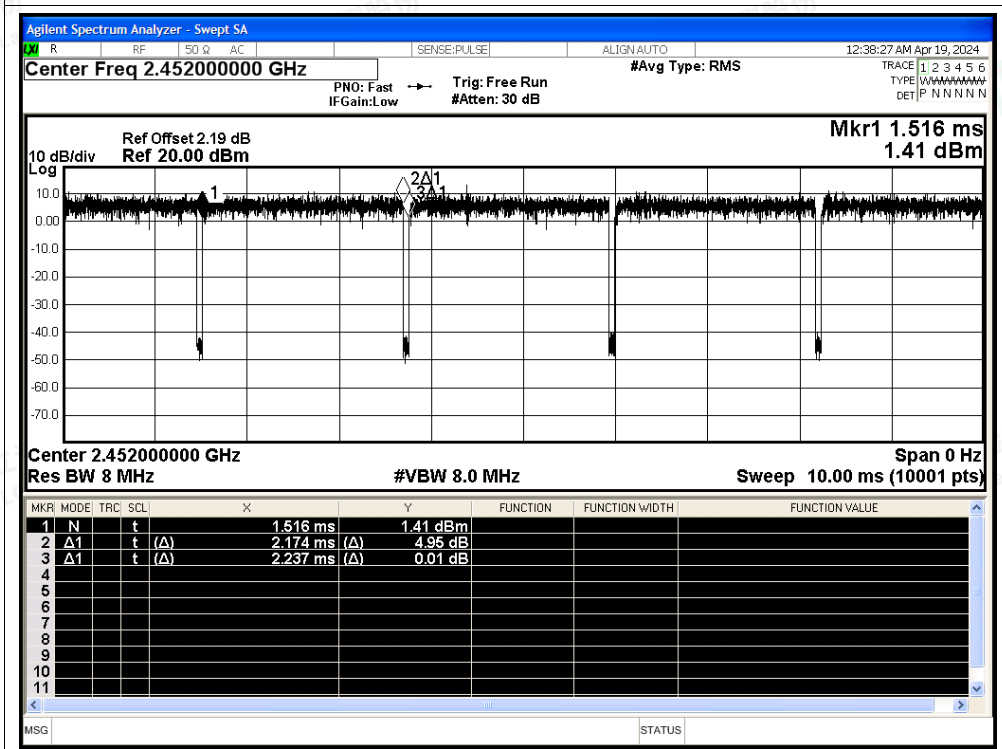 Agilent Spectrum Analyzer - Swept SA
LXI R RF 50 Ω AC SENSE:PULSE ALIGN AUTO 12:38:27 AM Apr 19, 2024
Center Freq 2.452000000 GHz #Avg Type: RMS TRACE 1 2 3 4 5 6
PNO: Fast Trig: Free Run TYPE WWWWWW
IFGain:Low #Atten: 30 dB DET P N N N N N
Mkr1 1.516 ms
Ref Offset 2.19 dB
10 dB/div Ref 20.00 dBm 1.41 dBm
Log
2Δ1
10.0 1 3Δ1
0.00
-10.0
-20.0
-30.0
-40.0
-50.0
-60.0
-70.0
Center 2.452000000 GHz Span 0 Hz
Res BW 8 MHz #VBW 8.0 MHz Sweep 10.00 ms (10001 pts)
MKR MODE TRC SCL X Y FUNCTION FUNCTION WIDTH FUNCTION VALUE
1 N t 1.516 ms 1.41 dBm
2 Δ1 t (Δ) 2.174 ms (Δ) 4.95 dB
3 Δ1 t (Δ) 2.237 ms (Δ) 0.01 dB
4
5
6
7
8
9
10
11
MSG STATUS